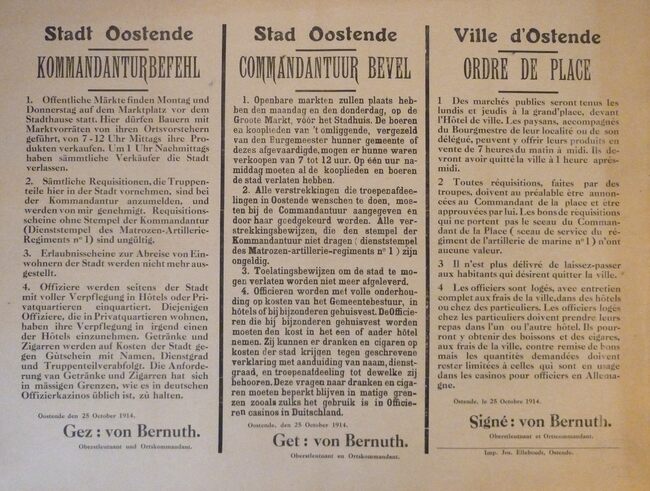 Stadt Oostende
KOMMANDANTURBEFEHL
1. Offentliche Märkte finden Montag und
Donnerstag auf dem Marktplatz vor dem
Stadthause statt. Hier dürfen Bauern mit
Marktvorräten von ihren Ortsvorstehern
geführt, von 7-12 Uhr Mittags ihre Pro-
dukte verkaufen. Um 1 Uhr Nachmittags
haben sämmtliche Verkäufer die Stadt
verlassen.
2. Sämtliche Requisitionen, die Truppen-
teile hier in der Stadt vornehmen, sind bei
der Kommandantur anzumelden, und
werden von mir genehmigt. Requisitions-
scheine ohne Stempel der Kommandantur
(Dienststempel des Matrozen-Artillerie-
Regiments nº 1) sind ungültig.
3. Erlaubnisscheine zur Abreise von Ein-
wohnern der Stadt werden nicht mehr aus-
gestellt.
4. Offiziere werden seitens der Stadt
mit voller Verpflegung in Hôtels oder Pri-
vatquartieren einquartiert. Diejenigen
Offiziere, die in Privatquartieren wohnen,
haben ihre Verpflegung in irgend einen
der Hôtels einzunehmen. Getränke und
Zigarren werden auf Kosten der Stadt ge-
gen Gütschein mit Namen, Dienstgrad
und Truppenteil verabfolgt. Die Anforde-
rung van Getränke und Zigarren hat sich
in mässigen Grenzen, wie es in deutschen
Offizierkazinos üblich ist, zu halten.
Oostende den 25 October 1914.
Gez: von Bernuth.
Oberstleutnant und Ortskommandant.
Stad Oostende
COMMANDANTUUR BEVEL
1. Openbare markten zullen plaats heb-
ben den maandag en den donderdag, op de
Groote Markt, vóór het Stadhuis. De boeren
en kooplieden van 't omliggende, vergezeld
van den Burgemeester hunner gemeente of
dezes afgevaardigde, mogen er hunne waren
verkoopen van 7 tot 12 uur. Op één uur na-
middag moeten al de kooplieden en boeren
de stad verlaten hebben.
2. Alle verstrekkingen die troepenafdee-
lingen in Oostende wenschen te doen, moe-
ten bij de Commandatuur aangegeven en
door haar goedgekeurd worden. Alle ver-
strekkingsbewijzen, die den stempel der
Kommandantuur niet dragen ( dienststempel
des Matrozen-artillerie-regiments nº 1 ) zijn
ongeldig.
3. Toelatingsbewijzen om de stad te mo-
gen verlaten worden niet meer afgeleverd.
4. Officieren worden met volle onder-
houding op kosten van het Gemeentebestuur, in
hôtels of bij bijzonderen gehuisvest. De Officie-
ren die bij bijzonderen gehuisvest worden
moeten den kost in het een of ander hôtel
nemen. Zij kunnen er dranken en cigaren op
kosten der stad krijgen tegen geschrevene
verklaring met aanduiding van naam, dienst-
graad, en troepenafdeeling tot dewelke zij
behooren. Deze vragen naar dranken en ciga-
ren moeten beperkt blijven in matige gren-
zen zooals zulks het gebruik is in Officie-
ren casinos in Duitschland.
Oostende, den 25 October 1914.
Get: von Bernuth.
Oberstleutnant en Ortskommandant.
Ville d'Ostende
ORDRE DE PLACE
1 Des marchés publics seront tenus les
lundis et jeudis à la grand'place, devant
l'Hôtel de ville. Les paysans, accompagnés
du Bourgmestre de leur localité ou de son
délégué, peuvent y offrir leurs produits en
vente de 7 heures du matin à midi. Ils de-
vront avoir quitté la ville à 1 heure après-
midi.
2 Toutes réquisitions, faites par des
troupes, doivent au préalable être annon-
cées au Commandant de la place et être
approuvées par lui. Les bons de réquisitions
qui ne portent pas le sceau du Comman-
dant de la Place ( sceau de service du ré-
giment de l'artillerie de marine nº 1 ) n'ont
aucune valeur.
3 Il n'est plus délivré de laissez-passer
aux habitants qui désirent quitter la ville.
4 Les officiers sont logés, avec entretien
complet aux frais de la ville, dans des hôtels
ou chez des particuliers. Les officiers logés
chez les particuliers doivent prendre leurs
repas dans l'un ou l'autre hôtel. Ils pour-
ront y obtenir des boissons et des cigares,
aux frais de la ville, contre remise de bons
mais les quantités demandées doivent
rester limitées à celles qui sont en usage
dans les casinos pour officiers en Allema-
gne.
Ostende, le 25 Octobre 1914.
Signé: von Bernuth.
Oberstleutnant et Ortscommandant.
Imp. Jos. Elleboudt, Ostende.